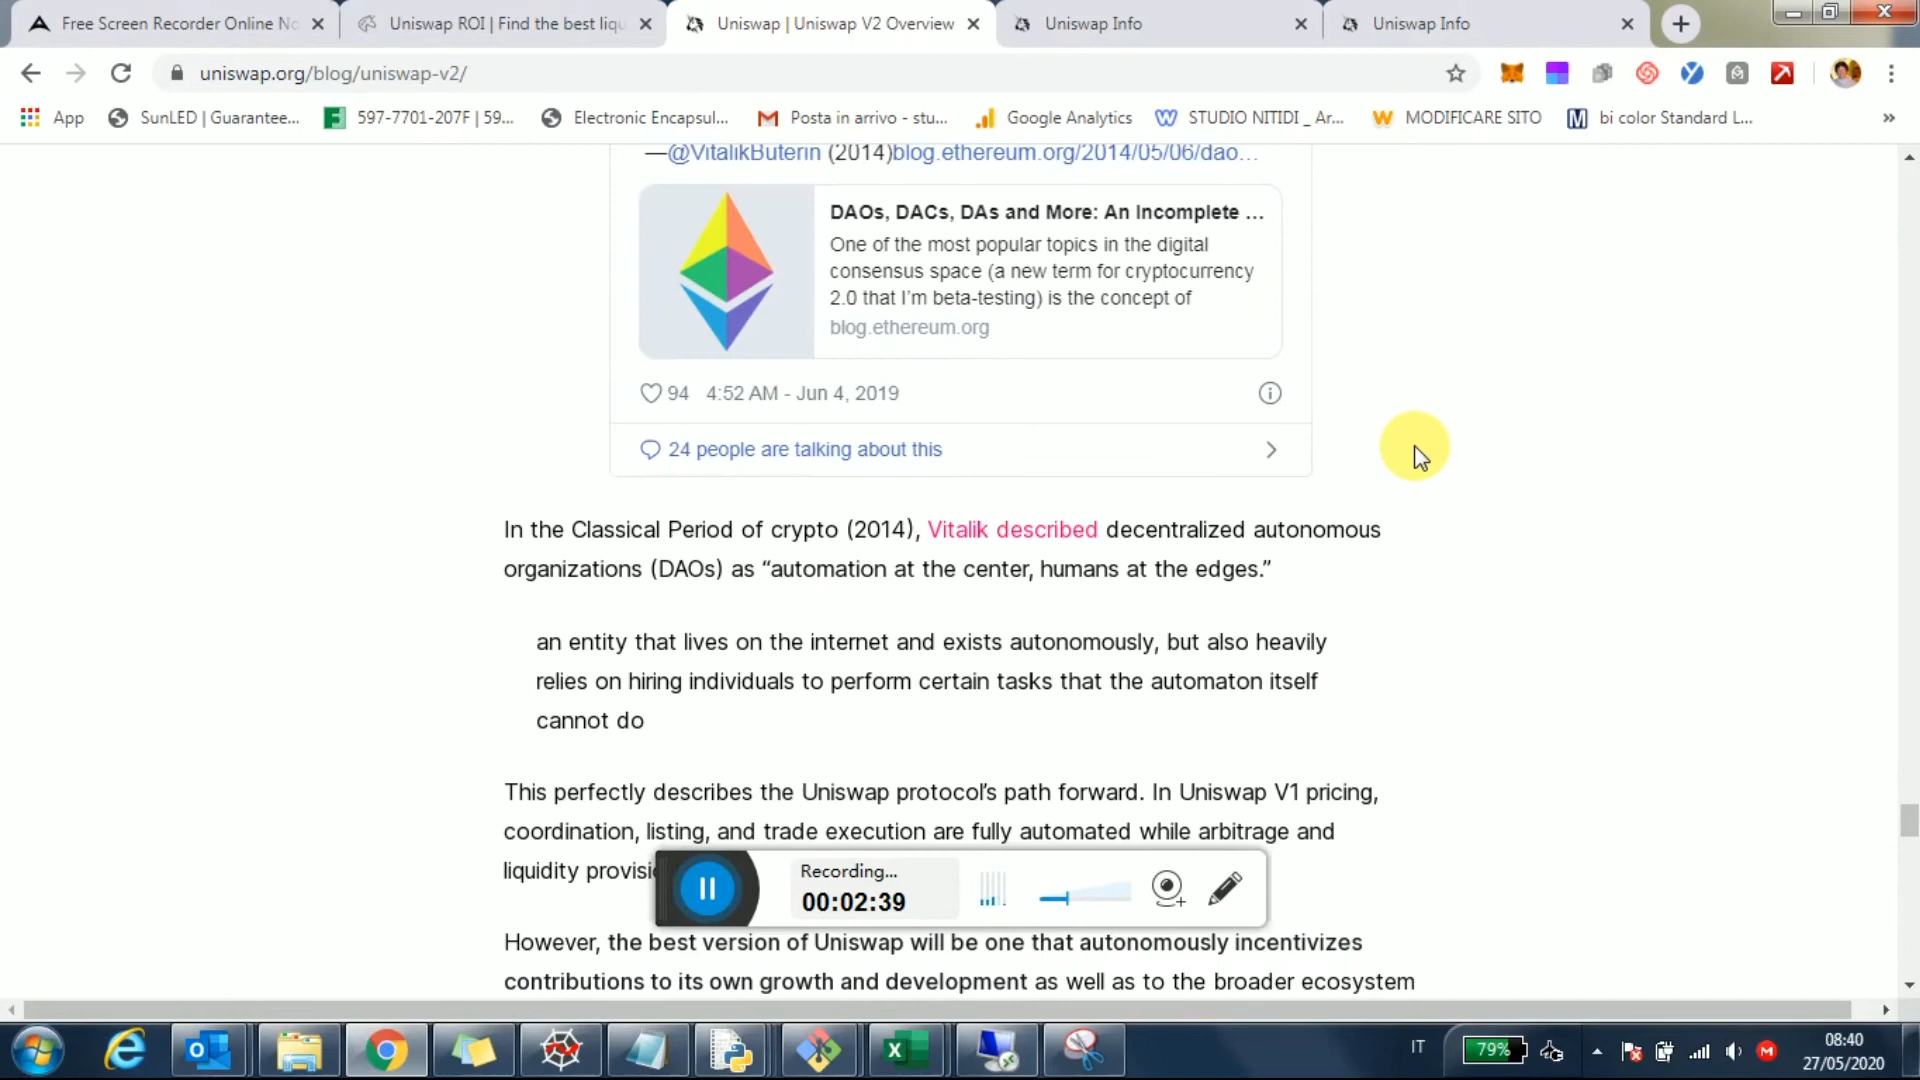 Free Screen Recorder Online No
Uniswap ROI | Find the best liqu
Uniswap | Uniswap V2 Overview
Uniswap Info
Uniswap Info
uniswap.org/blog/uniswap-v2/
App
SunLED | Guarantee...
597-7701-207F | 59...
Electronic Encapsul...
Posta in arrivo - stu...
Google Analytics
STUDIO NITIDI _ Ar...
MODIFICARE SITO
bi color Standard L...
—@VitalikButerin (2014)blog.ethereum.org/2014/05/06/dao…
DAOs, DACs, DAs and More: An Incomplete ...
One of the most popular topics in the digital
consensus space (a new term for cryptocurrency
2.0 that I'm beta-testing) is the concept of
blog.ethereum.org
94 4:52 AM - Jun 4, 2019
24 people are talking about this
In the Classical Period of crypto (2014), Vitalik described decentralized autonomous
organizations (DAOs) as “automation at the center, humans at the edges.”
an entity that lives on the internet and exists autonomously, but also heavily
relies on hiring individuals to perform certain tasks that the automaton itself
cannot do
This perfectly describes the Uniswap protocol’s path forward. In Uniswap V1 pricing,
coordination, listing, and trade execution are fully automated while arbitrage and
liquidity provisi
Recording...
00:02:39
However, the best version of Uniswap will be one that autonomously incentivizes
contributions to its own growth and development as well as to the broader ecosystem
IT
79%
08:40
27/05/2020